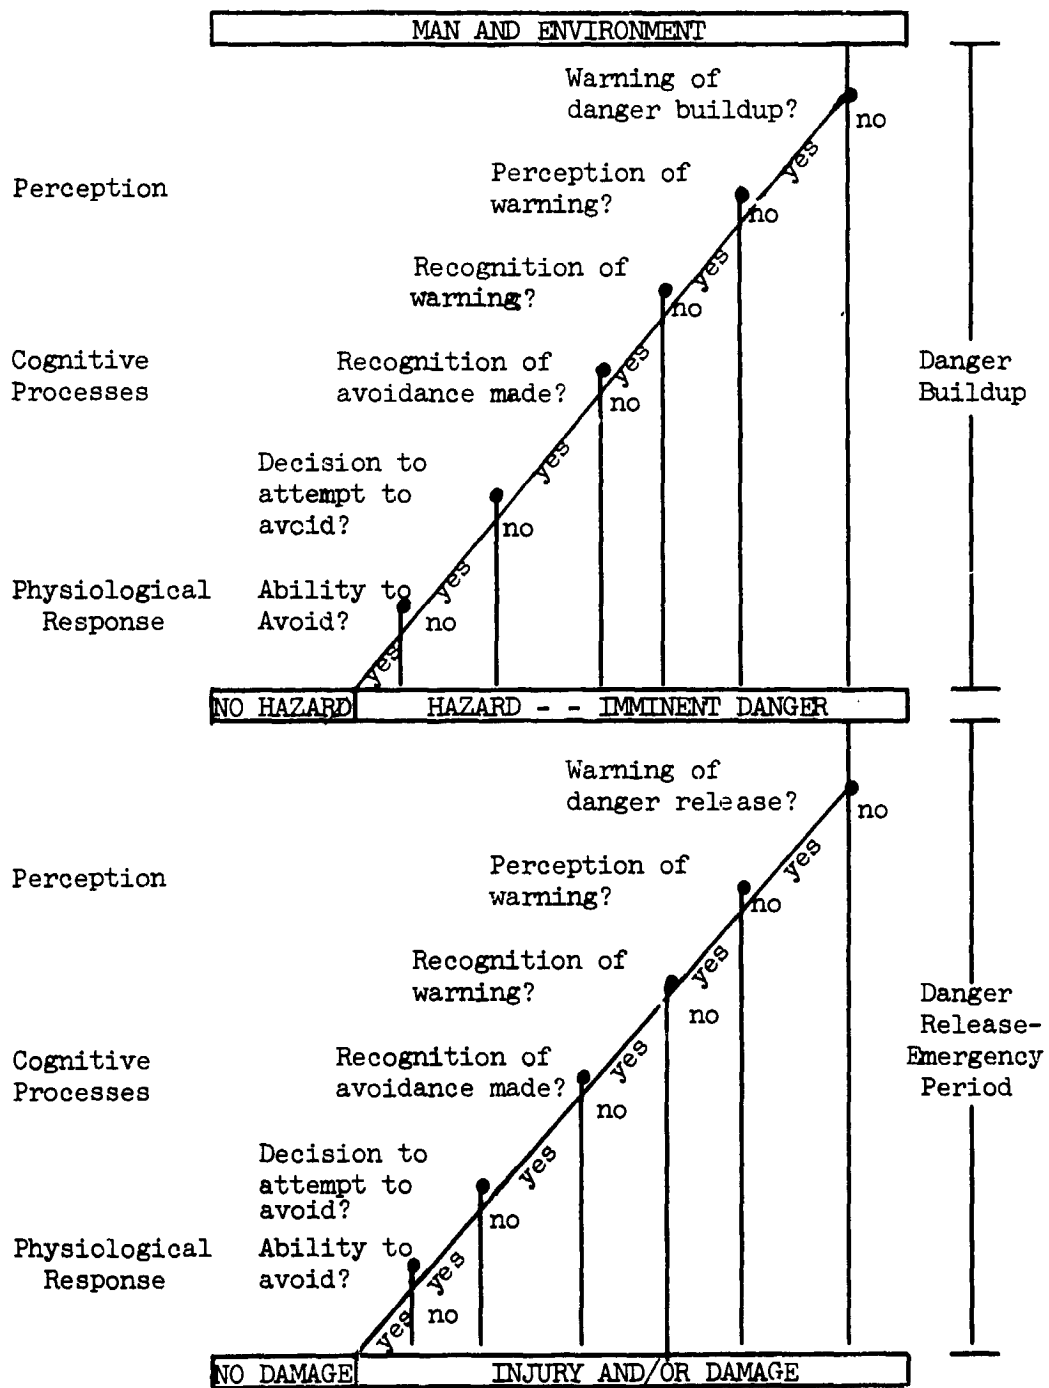 MAN AND ENVIRONMENT
Warning of
danger buildup?
no
yes
Perception
Perception of
warning?
no
yes
Recognition of
warning?
no
yes
Cognitive
Processes
Recognition of
avoidance made?
no
yes
Danger
Buildup
Decision to
attempt to
avoid?
no
yes
Physiological
Response
Ability to
Avoid?
no
yes
NO HAZARD
HAZARD - - IMMINENT DANGER
Warning of
danger release?
no
yes
Perception
Perception of
warning?
no
yes
Recognition of
warning?
no
yes
Danger
Release-
Emergency
Period
Cognitive
Processes
Recognition of
avoidance made?
no
yes
Decision to
attempt to
avoid?
no
yes
Physiological
Response
Ability to
avoid?
no
yes
NO DAMAGE
INJURY AND/OR DAMAGE